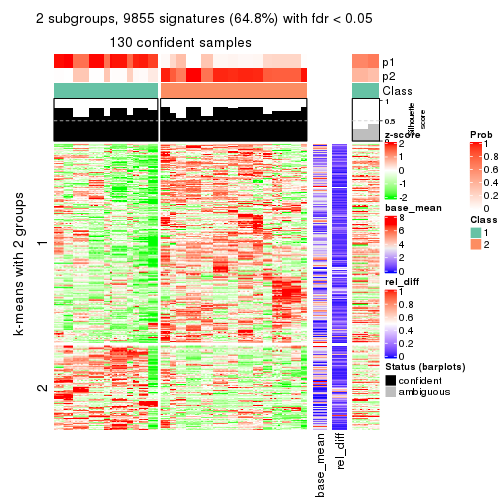 2 subgroups, 9855 signatures (64.8%) with fdr < 0.05
130 confident samples
p1
p2
Class
1
0.5
0
Silhouette
score
k-means with 2 groups
1
2
base_mean
rel_diff
z-score
2
1
0
-1
-2
base_mean
8
6
4
2
0
rel_diff
1
0.8
0.6
0.4
0.2
0
Status (barplots)
confident
ambiguous
Prob
1
0.8
0.6
0.4
0.2
0
Class
1
2